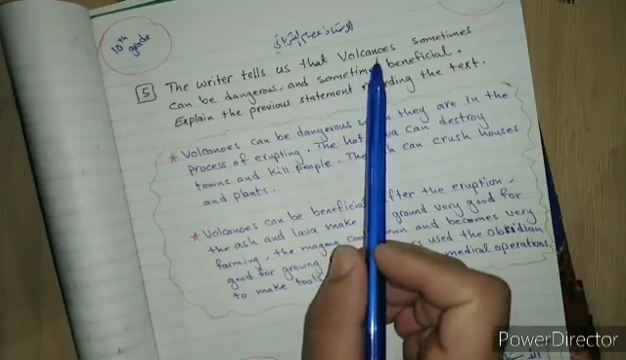 10th grade
5 The writer tells us that Volcanoes sometimes
can be dangerous, and sometimes beneficial.
Explain the previous statement regarding the text.
* Volcanoes can be dangerous when they are in the
process of erupting. The hot lava can destroy
towns and kill people. The ash can crush houses
and plants.
* Volcanoes can be beneficial after the eruption,
the ash and lava make ground very good for
farming, the magma down and becomes very
good for growing used the obsidian
to make tools medical operations.
PowerDirector